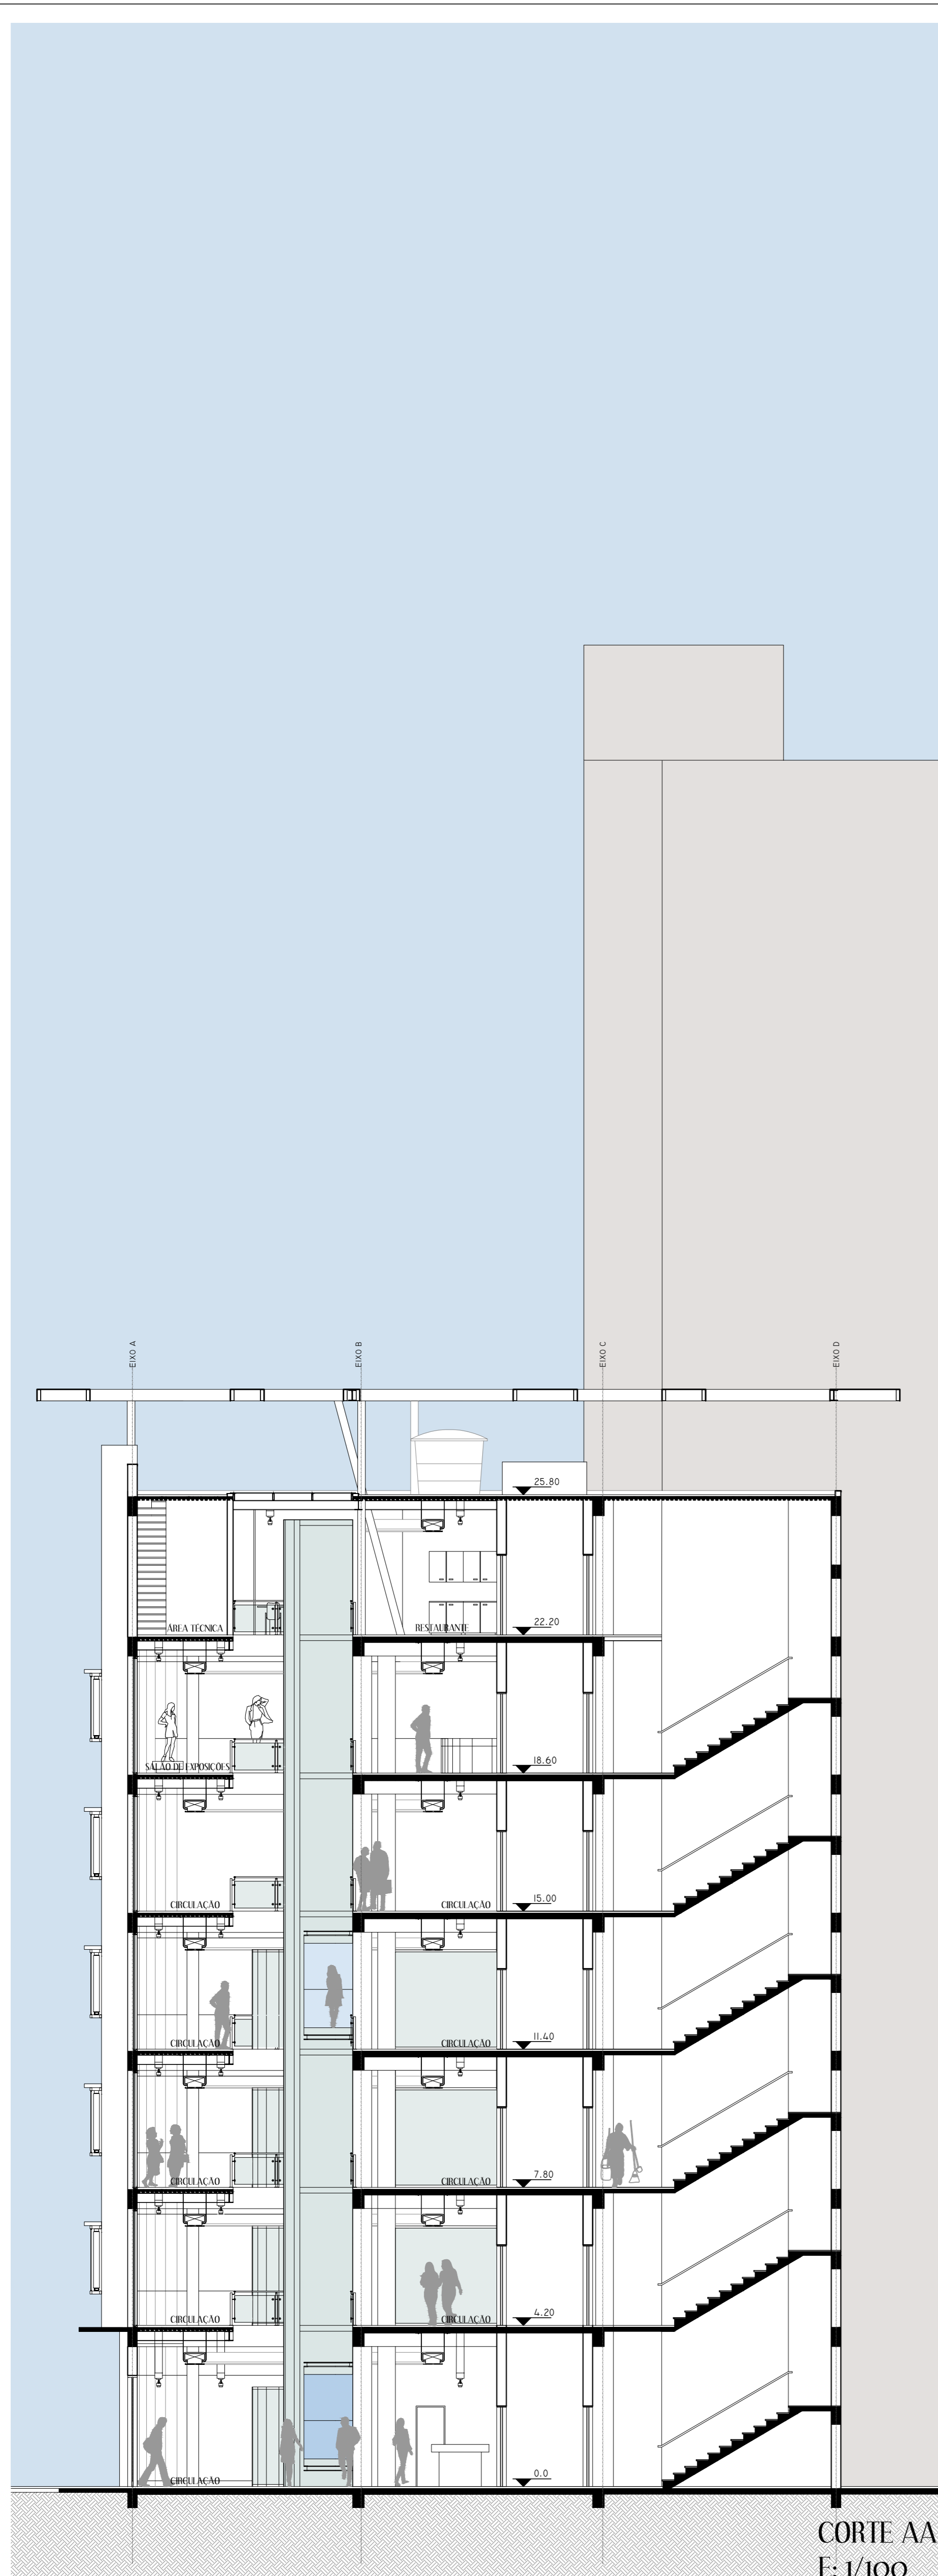 EIXO A
EIXO B
EIXO C
EIXO D
25.80
ÁREA TÉCNICA
RESTAURANTE
22.20
SALÃO DE EXPOSIÇÕES
18.60
CIRCULAÇÃO
CIRCULAÇÃO
15.00
CIRCULAÇÃO
CIRCULAÇÃO
11.40
CIRCULAÇÃO
CIRCULAÇÃO
7.80
CIRCULAÇÃO
CIRCULAÇÃO
4.20
CIRCULAÇÃO
0.0
CORTE AA
E: 1/100